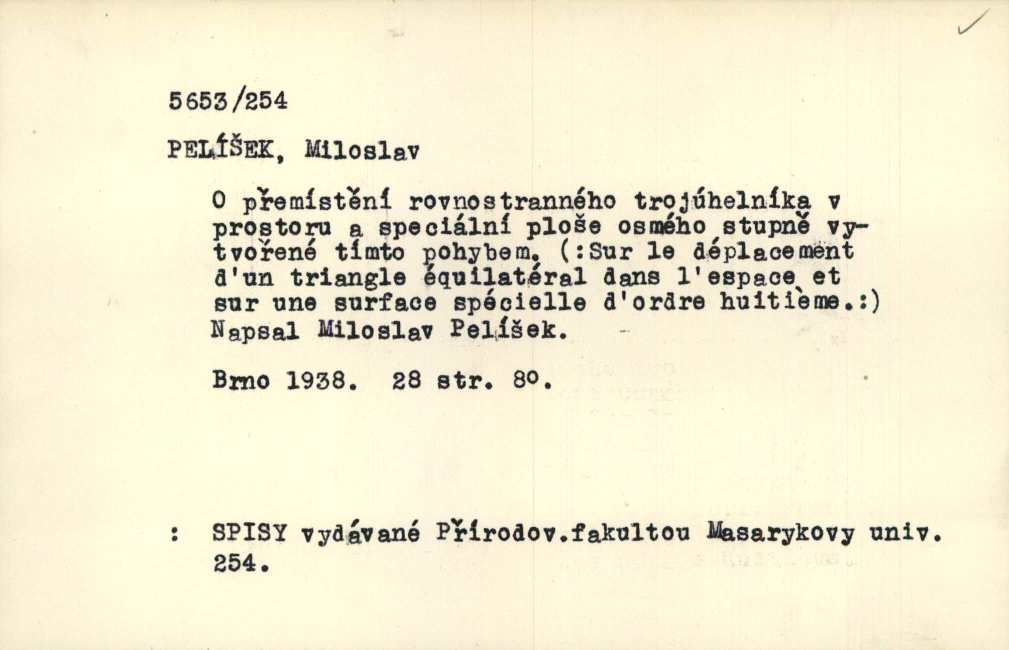 5653/254
PELÍŠEK, Miloslav
O přemístění rovnostranného trojúhelníka v
prostoru a speciální ploše osmého stupně vy-
tvořené tímto pohybem. (:Sur le déplacement
d'un triangle équilatéral dans l'espace et
sur une surface spécielle d'ordre huitième.:)
Napsal Miloslav Pelíšek.
Brno 1938. 28 str. 8º.
: SPISY vydávané Přírodov.fakultou Masarykovy univ.
254.